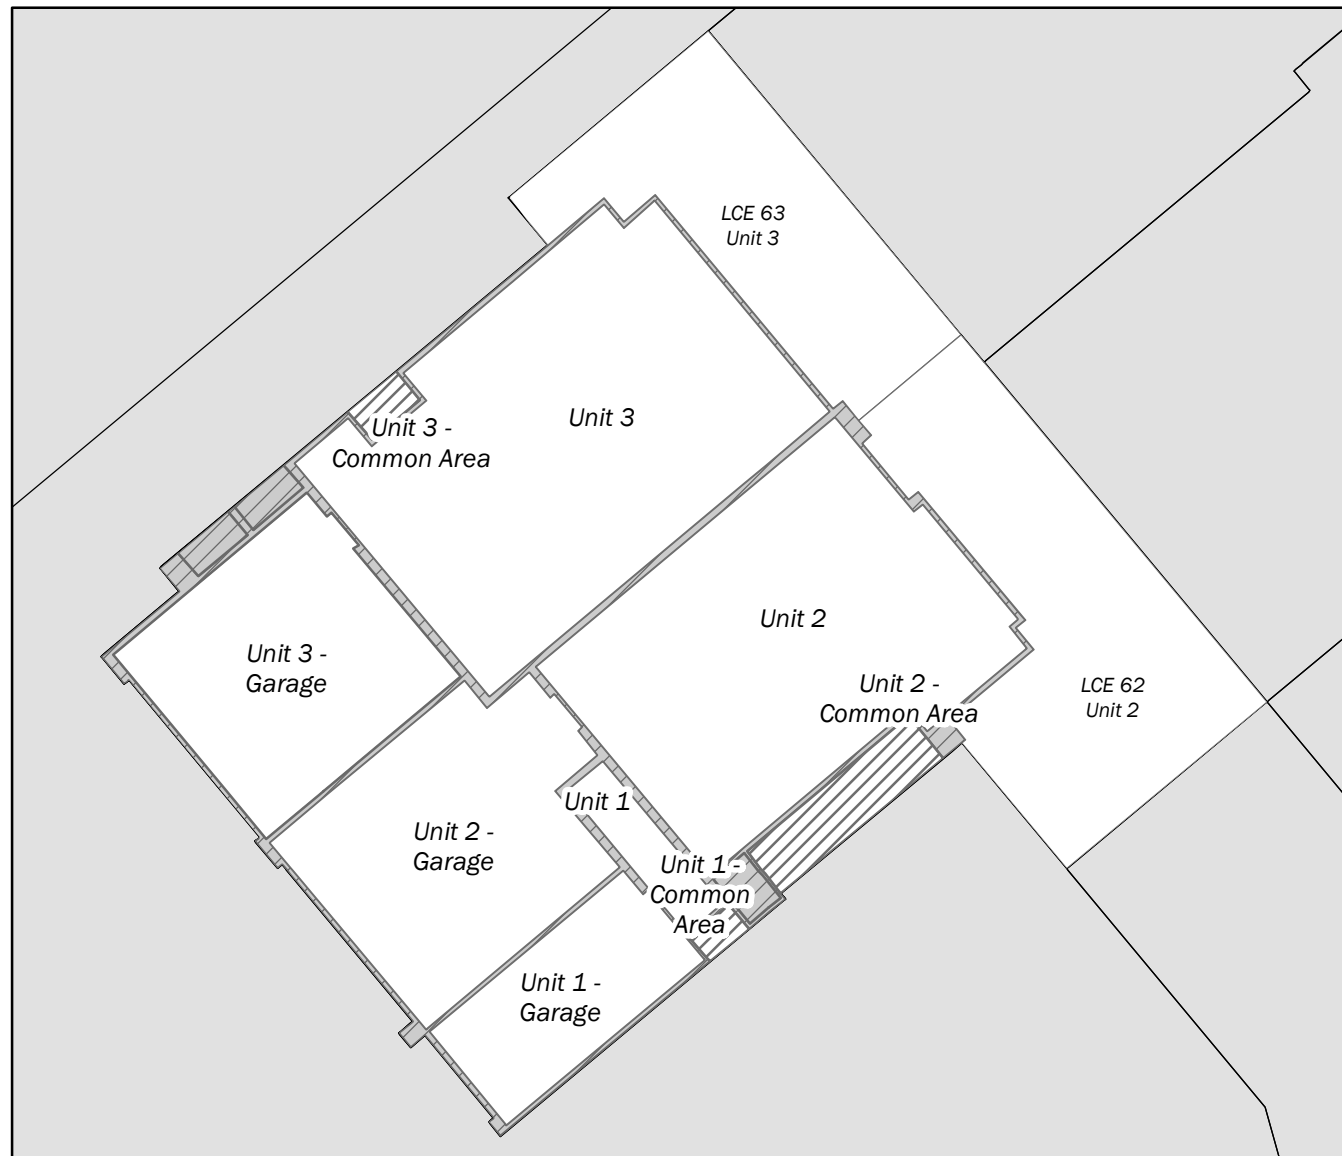 LCE 63
Unit 3
Unit 3
Unit 3 -
Common Area
Unit 2
Unit 3 -
Garage
Unit 2 -
Common Area
LCE 62
Unit 2
Unit 1
Unit 2 -
Garage
Unit 1 -
Common
Area
Unit 1 -
Garage